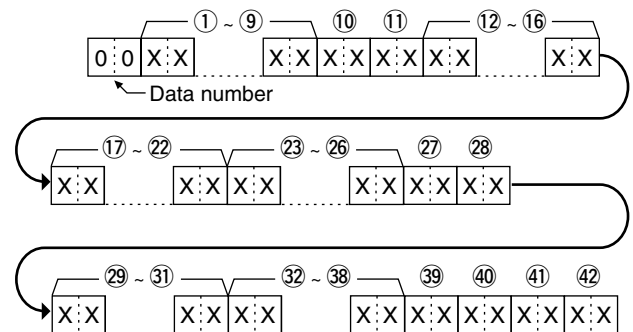 ① ~ ⑨ ⑩ ⑪ ⑫ ~ ⑯
0 0 X X X X X X X X X X X X
Data number
⑰ ~ ㉒ ㉓ ~ ㉖ ㉗ ㉘
X X X X X X X X X X X X
㉙ ~ ㉛ ㉜ ~ ㊳ ㊴ ㊵ ㊶ ㊷
X X X X X X X X X X X X X X X X